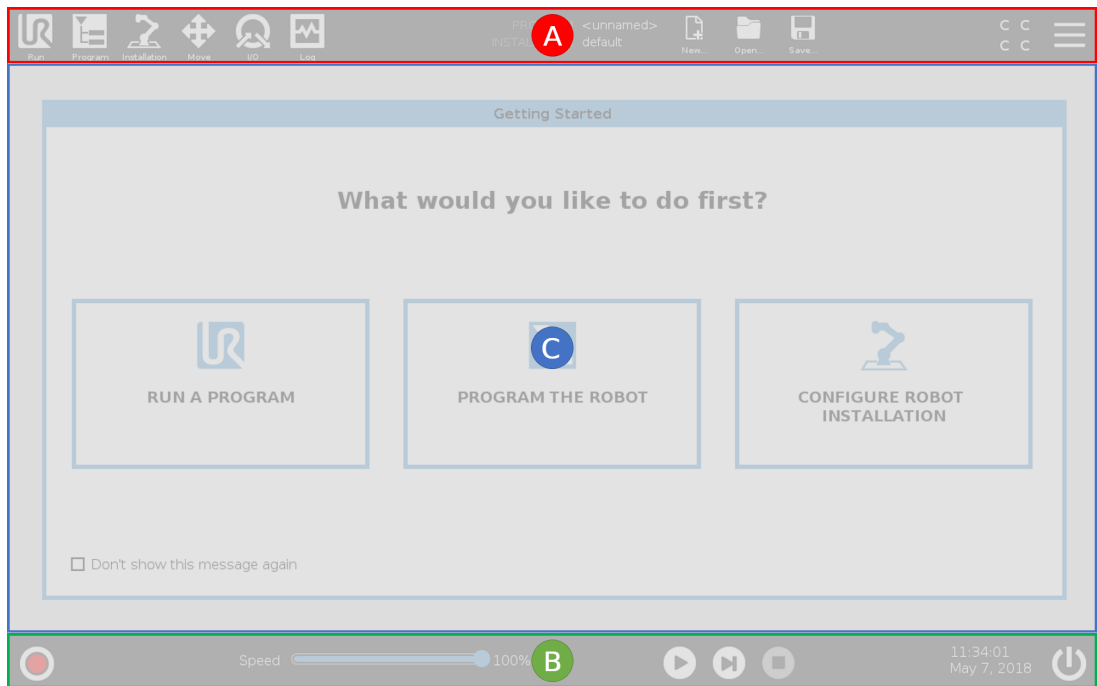 Run Program Installation Move I/O Log
PR
A
<unnamed>
INSTAL
default
New... Open... Save...
C C
C C
Getting Started
What would you like to do first?
C
RUN A PROGRAM
PROGRAM THE ROBOT
CONFIGURE ROBOT
INSTALLATION
Don't show this message again
Speed
100%
B
11:34:01
May 7, 2018